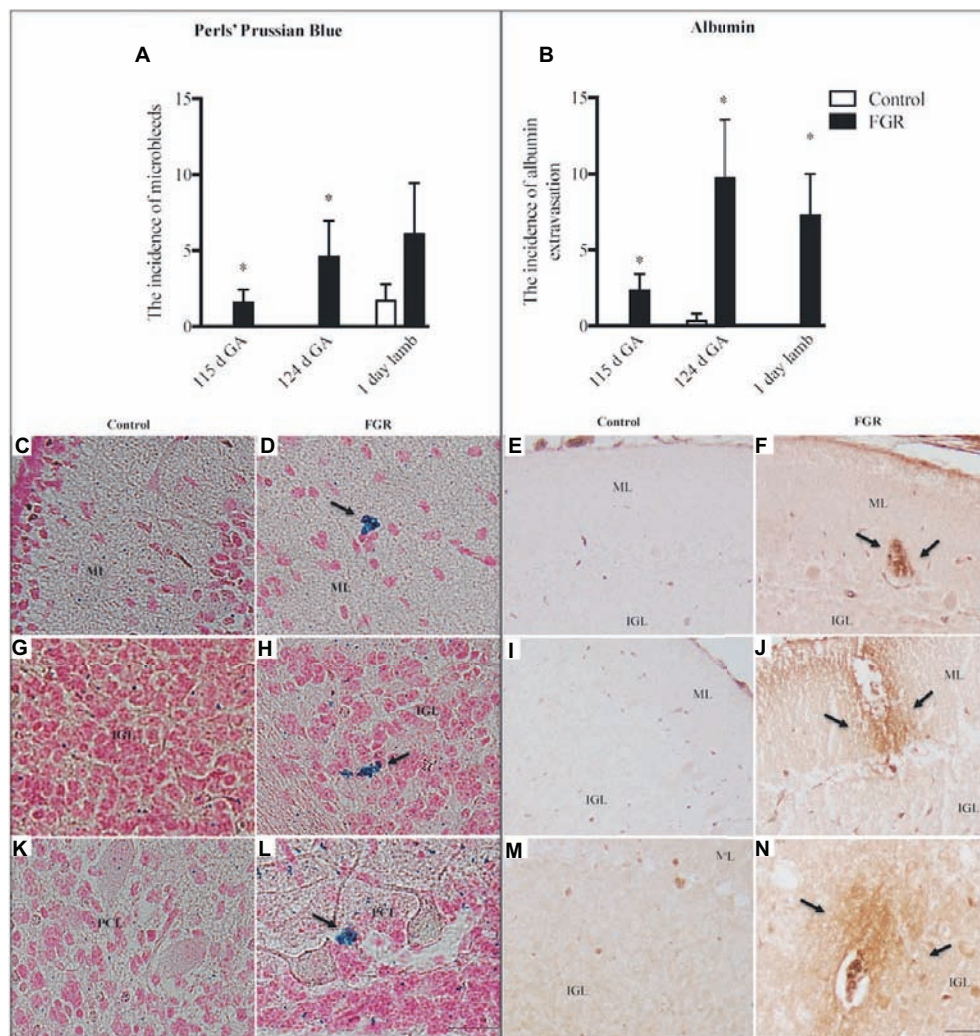 Perls' Prussian Blue
Albumin
A
The incidence of microbleeds
15
10
5
0
*
*
115 d GA
124 d GA
1 day lamb
B
The incidence of albumin
extravasation
15
10
5
0
*
*
*
115 d GA
124 d GA
1 day lamb
Control
FGR
Control
FGR
Control
FGR
C
ML
D
ML
E
ML
IGL
F
ML
IGL
G
IGL
H
IGL
I
ML
IGL
J
ML
IGL
K
PCL
L
PCL
M
ML
IGL
N
IGL